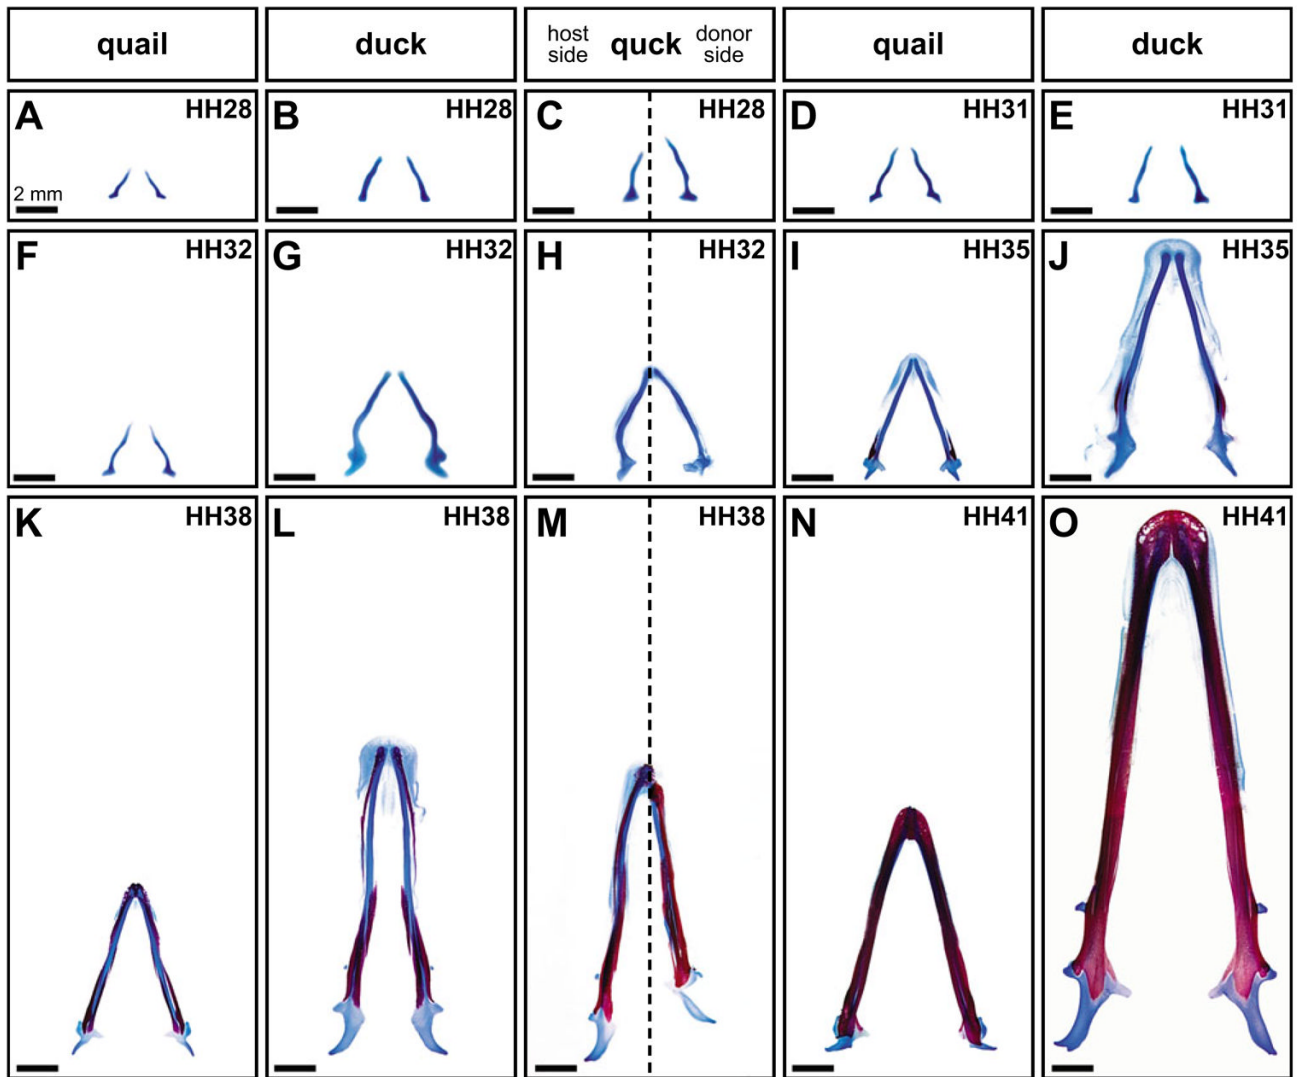 quail
duck
host side quck donor side
quail
duck
A HH28
2 mm
B HH28
C HH28
D HH31
E HH31
F HH32
G HH32
H HH32
I HH35
J HH35
K HH38
L HH38
M HH38
N HH41
O HH41